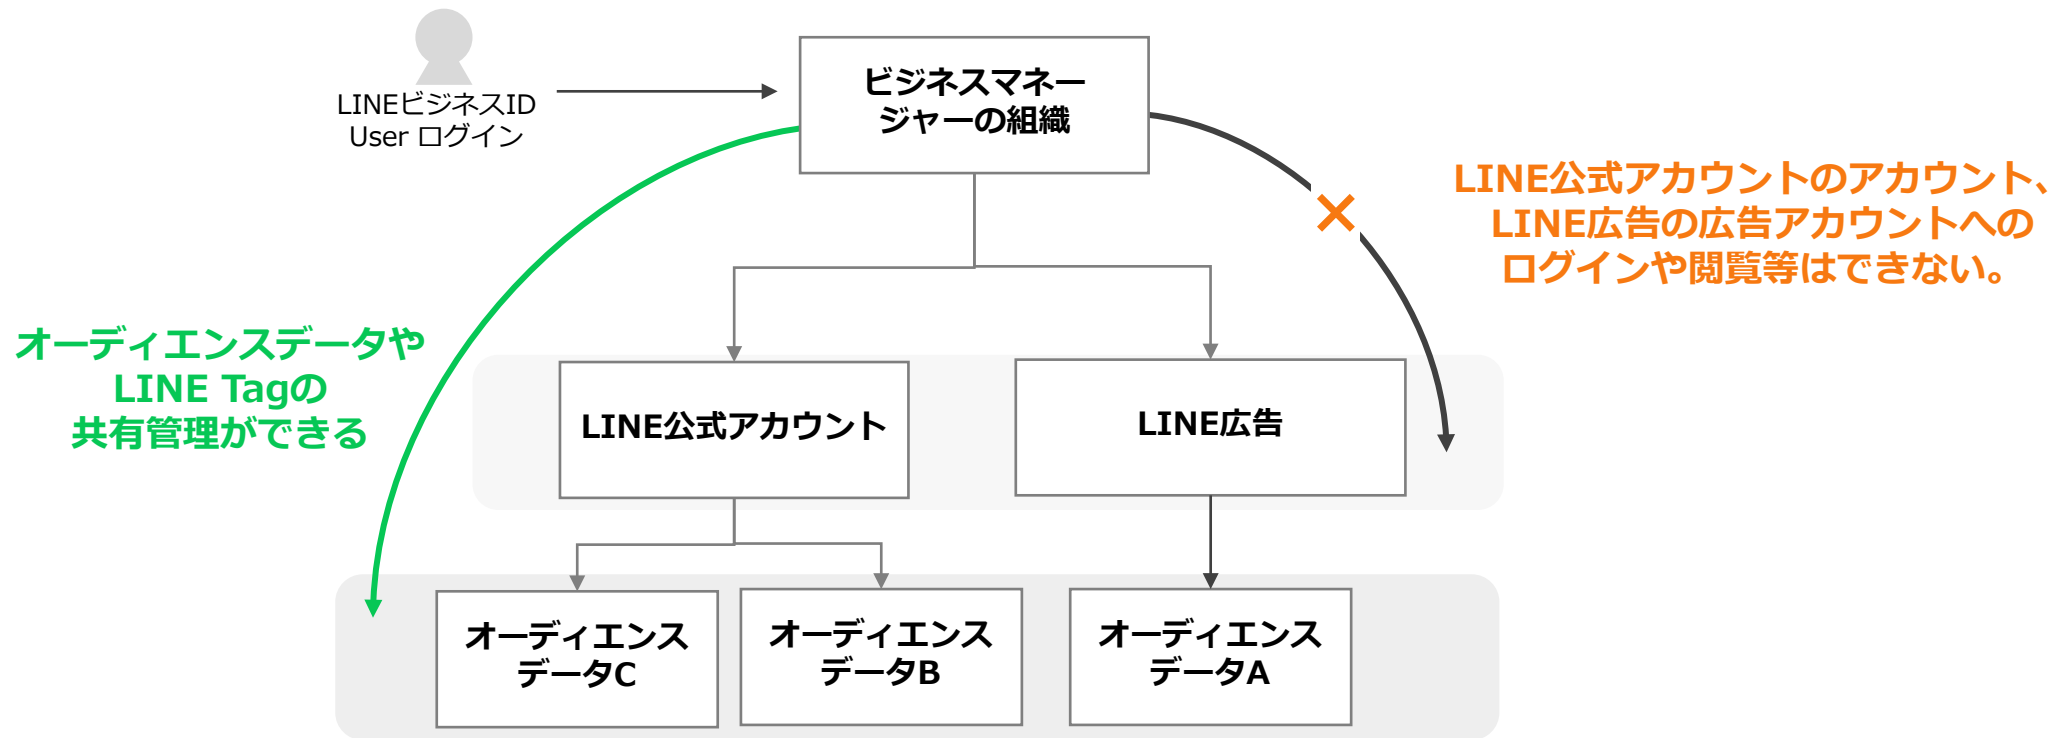 LINEビジネスID
User ログイン
ビジネスマネー
ジャーの組織
LINE公式アカウントのアカウント、
LINE広告の広告アカウントへの
ログインや閲覧等はできない。
オーディエンスデータや
LINE Tagの
共有管理ができる
LINE公式アカウント
LINE広告
オーディエンス
データC
オーディエンス
データB
オーディエンス
データA